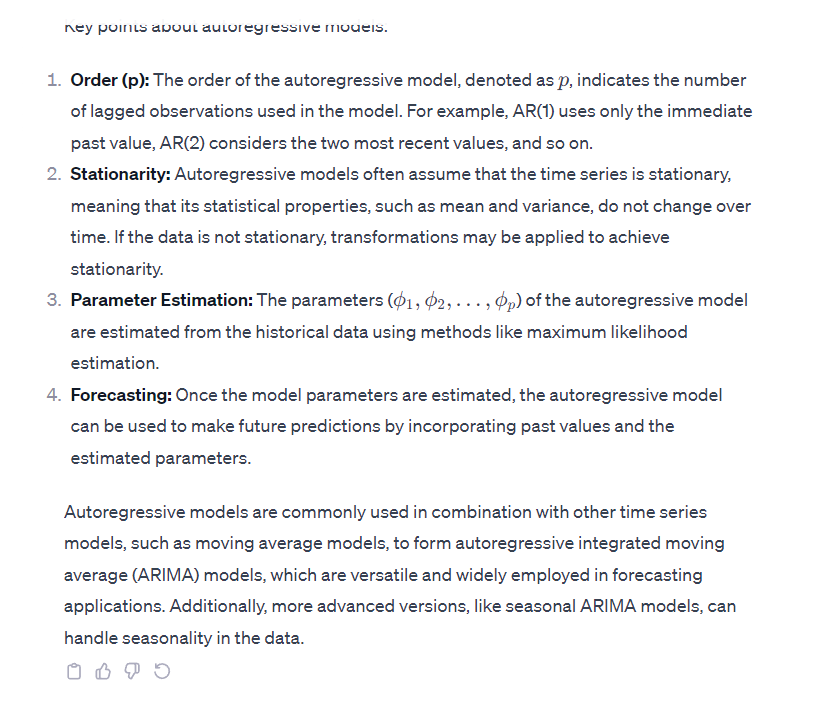 Key points about autoregressive models:
1. Order (p): The order of the autoregressive model, denoted as p, indicates the number
of lagged observations used in the model. For example, AR(1) uses only the immediate
past value, AR(2) considers the two most recent values, and so on.
2. Stationarity: Autoregressive models often assume that the time series is stationary,
meaning that its statistical properties, such as mean and variance, do not change over
time. If the data is not stationary, transformations may be applied to achieve
stationarity.
3. Parameter Estimation: The parameters (ϕ₁, ϕ₂, . . . , ϕₚ) of the autoregressive model
are estimated from the historical data using methods like maximum likelihood
estimation.
4. Forecasting: Once the model parameters are estimated, the autoregressive model
can be used to make future predictions by incorporating past values and the
estimated parameters.
Autoregressive models are commonly used in combination with other time series
models, such as moving average models, to form autoregressive integrated moving
average (ARIMA) models, which are versatile and widely employed in forecasting
applications. Additionally, more advanced versions, like seasonal ARIMA models, can
handle seasonality in the data.